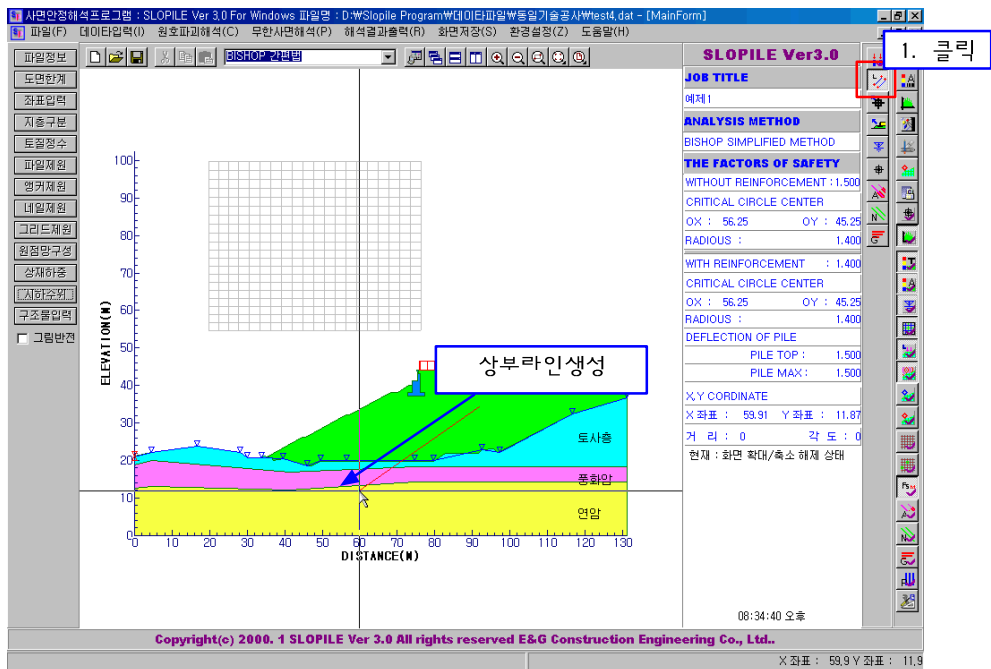 사면안정해석프로그램 : SLOPILE Ver 3.0 For Windows 파일명 : D:₩Slopile Program₩데이타파일₩동일기술공사₩test4.dat - [MainForm]
파일(F) 데이타입력(I) 원호파괴해석(C) 무한사면해석(P) 해석결과출력(R) 화면저장(S) 환경설정(Z) 도움말(H)
1. 클릭
파일정보
도면한계
좌표입력
지층구분
토질정수
파일제원
앵커제원
네일제원
그리드제원
원점망구성
상재하중
지하수위
구조물입력
그림반전
BISHOP 간편법
ELEVATION(M)
100
90
80
70
60
50
40
30
20
10
0
상부라인생성
토사층
풍화암
연암
0 10 20 30 40 50 60 70 80 90 100 110 120 130
DISTANCE(M)
SLOPILE Ver3.0
JOB TITLE
예제1
ANALYSIS METHOD
BISHOP SIMPLIFIED METHOD
THE FACTORS OF SAFETY
WITHOUT REINFORCEMENT : 1.500
CRITICAL CIRCLE CENTER
OX : 56.25 OY : 45.25
RADIOUS : 1.400
WITH REINFORCEMENT : 1.400
CRITICAL CIRCLE CENTER
OX : 56.25 OY : 45.25
RADIOUS : 1.400
DEFLECTION OF PILE
PILE TOP : 1.500
PILE MAX : 1.500
X,Y CORDINATE
X 좌표 : 59.91 Y 좌표 : 11.87
거 리 : 0 각 도 : 0
현재 : 화면 확대/축소 해제 상태
08:34:40 오후
Copyright(c) 2000. 1 SLOPILE Ver 3.0 All rights reserved E&G Construction Engineering Co., Ltd..
X 좌표 : 59.9 Y 좌표 : 11.9